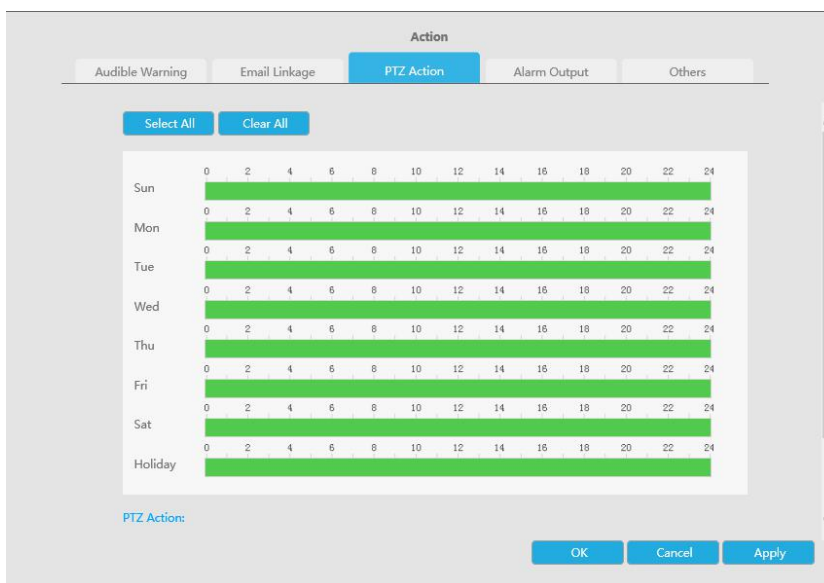 Action
Audible Warning Email Linkage PTZ Action Alarm Output Others
Select All Clear All
0 2 4 6 8 10 12 14 16 18 20 22 24
Sun
0 2 4 6 8 10 12 14 16 18 20 22 24
Mon
0 2 4 6 8 10 12 14 16 18 20 22 24
Tue
0 2 4 6 8 10 12 14 16 18 20 22 24
Wed
0 2 4 6 8 10 12 14 16 18 20 22 24
Thu
0 2 4 6 8 10 12 14 16 18 20 22 24
Fri
0 2 4 6 8 10 12 14 16 18 20 22 24
Sat
0 2 4 6 8 10 12 14 16 18 20 22 24
Holiday
PTZ Action:
OK Cancel Apply